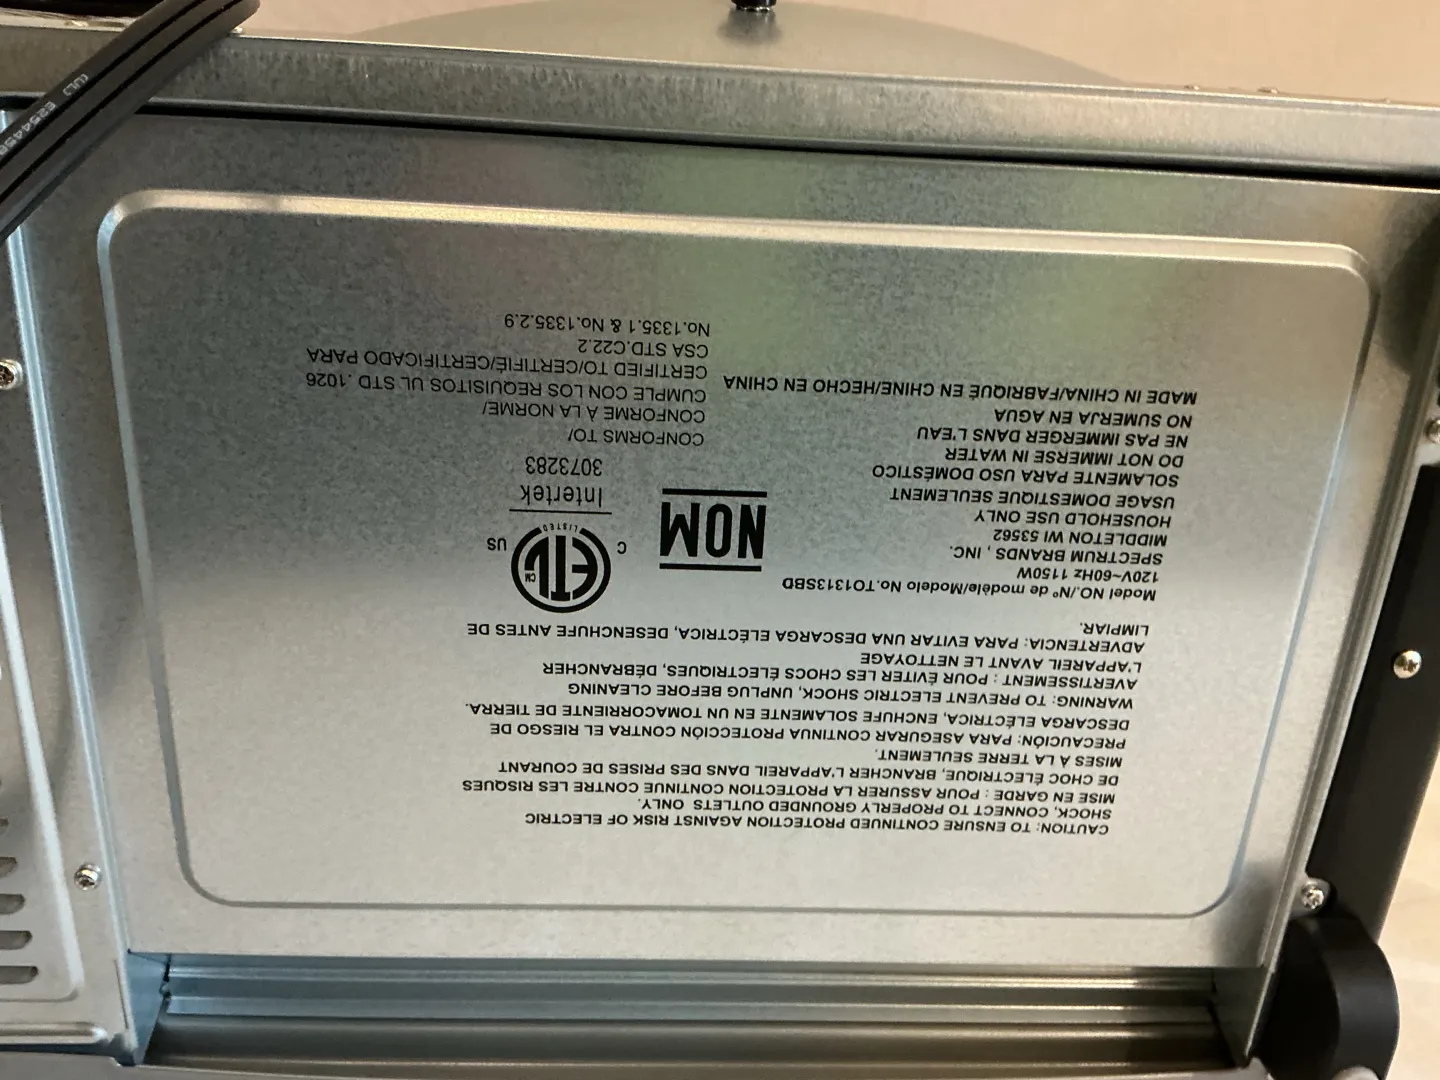 CAUTION: TO ENSURE CONTINUED PROTECTION AGAINST RISK OF ELECTRIC
SHOCK, CONNECT TO PROPERLY GROUNDED OUTLETS ONLY.
MISE EN GARDE : POUR ASSURER LA PROTECTION CONTINUE CONTRE LES RISQUES
DE CHOC ÉLECTRIQUE, BRANCHER L'APPAREIL DANS DES PRISES DE COURANT
MISES À LA TERRE SEULEMENT.
PRECAUCIÓN: PARA ASEGURAR CONTINUA PROTECCIÓN CONTRA EL RIESGO DE
DESCARGA ELÉCTRICA, ENCHUFE SOLAMENTE EN UN TOMACORRIENTE DE TIERRA.
WARNING: TO PREVENT ELECTRIC SHOCK, UNPLUG BEFORE CLEANING
AVERTISSEMENT : POUR ÉVITER LES CHOCS ÉLECTRIQUES, DÉBRANCHER
L'APPAREIL AVANT LE NETTOYAGE
ADVERTENCIA: PARA EVITAR UNA DESCARGA ELÉCTRICA, DESENCHUFE ANTES DE
LIMPIAR.
Model NO./Nº de modèle/Modelo No.TO1313SBD
120V~60Hz 1150W
SPECTRUM BRANDS , INC.
MIDDLETON WI 53562
HOUSEHOLD USE ONLY
USAGE DOMESTIQUE SEULEMENT
SOLAMENTE PARA USO DOMÉSTICO
DO NOT IMMERSE IN WATER
NE PAS IMMERGER DANS L'EAU
NO SUMERJA EN AGUA
MADE IN CHINA/FABRIQUÉ EN CHINE/HECHO EN CHINA
NOM
C ETL CM US
LISTED
Intertek
3073283
CONFORMS TO/
CONFORME À LA NORME/
CUMPLE CON LOS REQUISITOS UL STD .1026
CERTIFIED TO/CERTIFIÉ/CERTIFICADO PARA
CSA STD.C22.2
No.1335.1 & No.1335.2.9
(UL) E254450